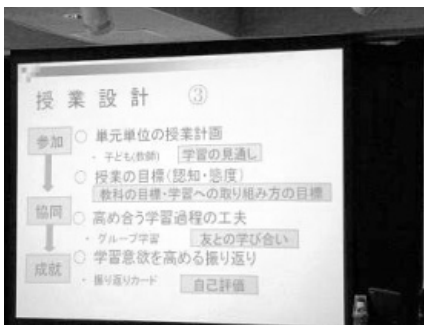 授業設計 ③
参加
○ 単元単位の授業計画
・子ども(教師) 学習の見通し
○ 授業の目標(認知・態度)
教科の目標・学習への取り組み方の目標
協同
○ 高め合う学習過程の工夫
・グループ学習 友との学び合い
成就
○ 学習意欲を高める振り返り
・振り返りカード 自己評価